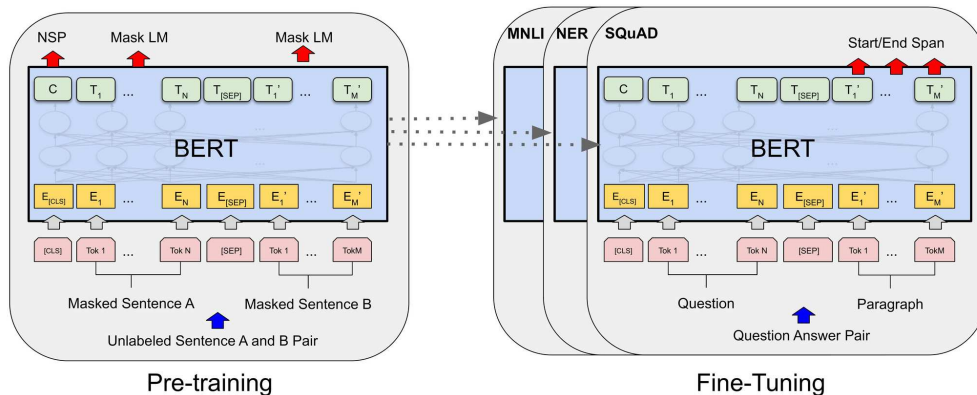 NSP Mask LM Mask LM
C T1 ... TN T[SEP] T1' ... TM'
... ...
BERT
E[CLS] E1 ... EN E[SEP] E1' ... EM'
[CLS] Tok 1 ... Tok N [SEP] Tok 1 ... TokM
Masked Sentence A Masked Sentence B
Unlabeled Sentence A and B Pair
Pre-training
MNLI NER SQuAD
Start/End Span
C T1 ... TN T[SEP] T1' ... TM'
... ...
BERT
E[CLS] E1 ... EN E[SEP] E1' ... EM'
[CLS] Tok 1 ... Tok N [SEP] Tok 1 ... TokM
Question Paragraph
Question Answer Pair
Fine-Tuning